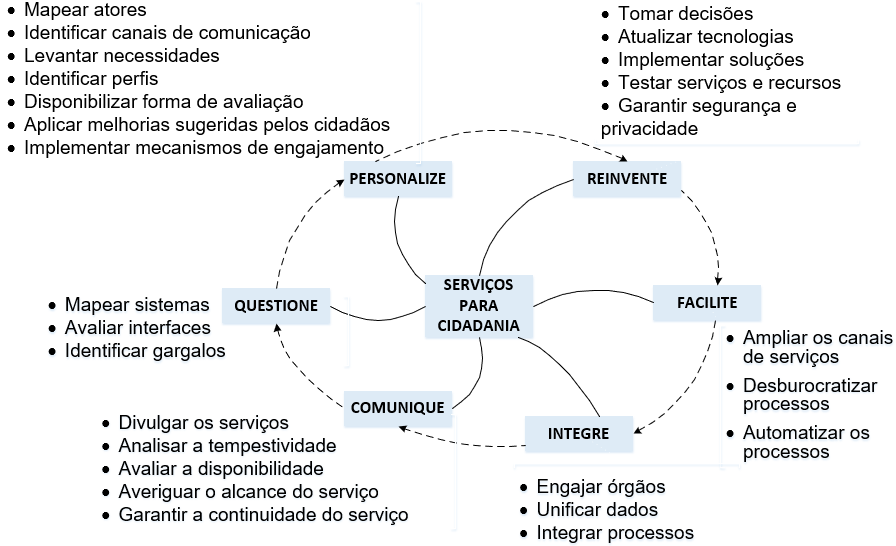 • Mapear atores
• Identificar canais de comunicação
• Levantar necessidades
• Identificar perfis
• Disponibilizar forma de avaliação
• Aplicar melhorias sugeridas pelos cidadãos
• Implementar mecanismos de engajamento
• Tomar decisões
• Atualizar tecnologias
• Implementar soluções
• Testar serviços e recursos
• Garantir segurança e
privacidade
PERSONALIZE
REINVENTE
QUESTIONE
SERVIÇOS
PARA
CIDADANIA
FACILITE
• Mapear sistemas
• Avaliar interfaces
• Identificar gargalos
• Ampliar os canais
de serviços
• Desburocratizar
processos
• Automatizar os
processos
COMUNIQUE
INTEGRE
• Divulgar os serviços
• Analisar a tempestividade
• Avaliar a disponibilidade
• Averiguar o alcance do serviço
• Garantir a continuidade do serviço
• Engajar órgãos
• Unificar dados
• Integrar processos